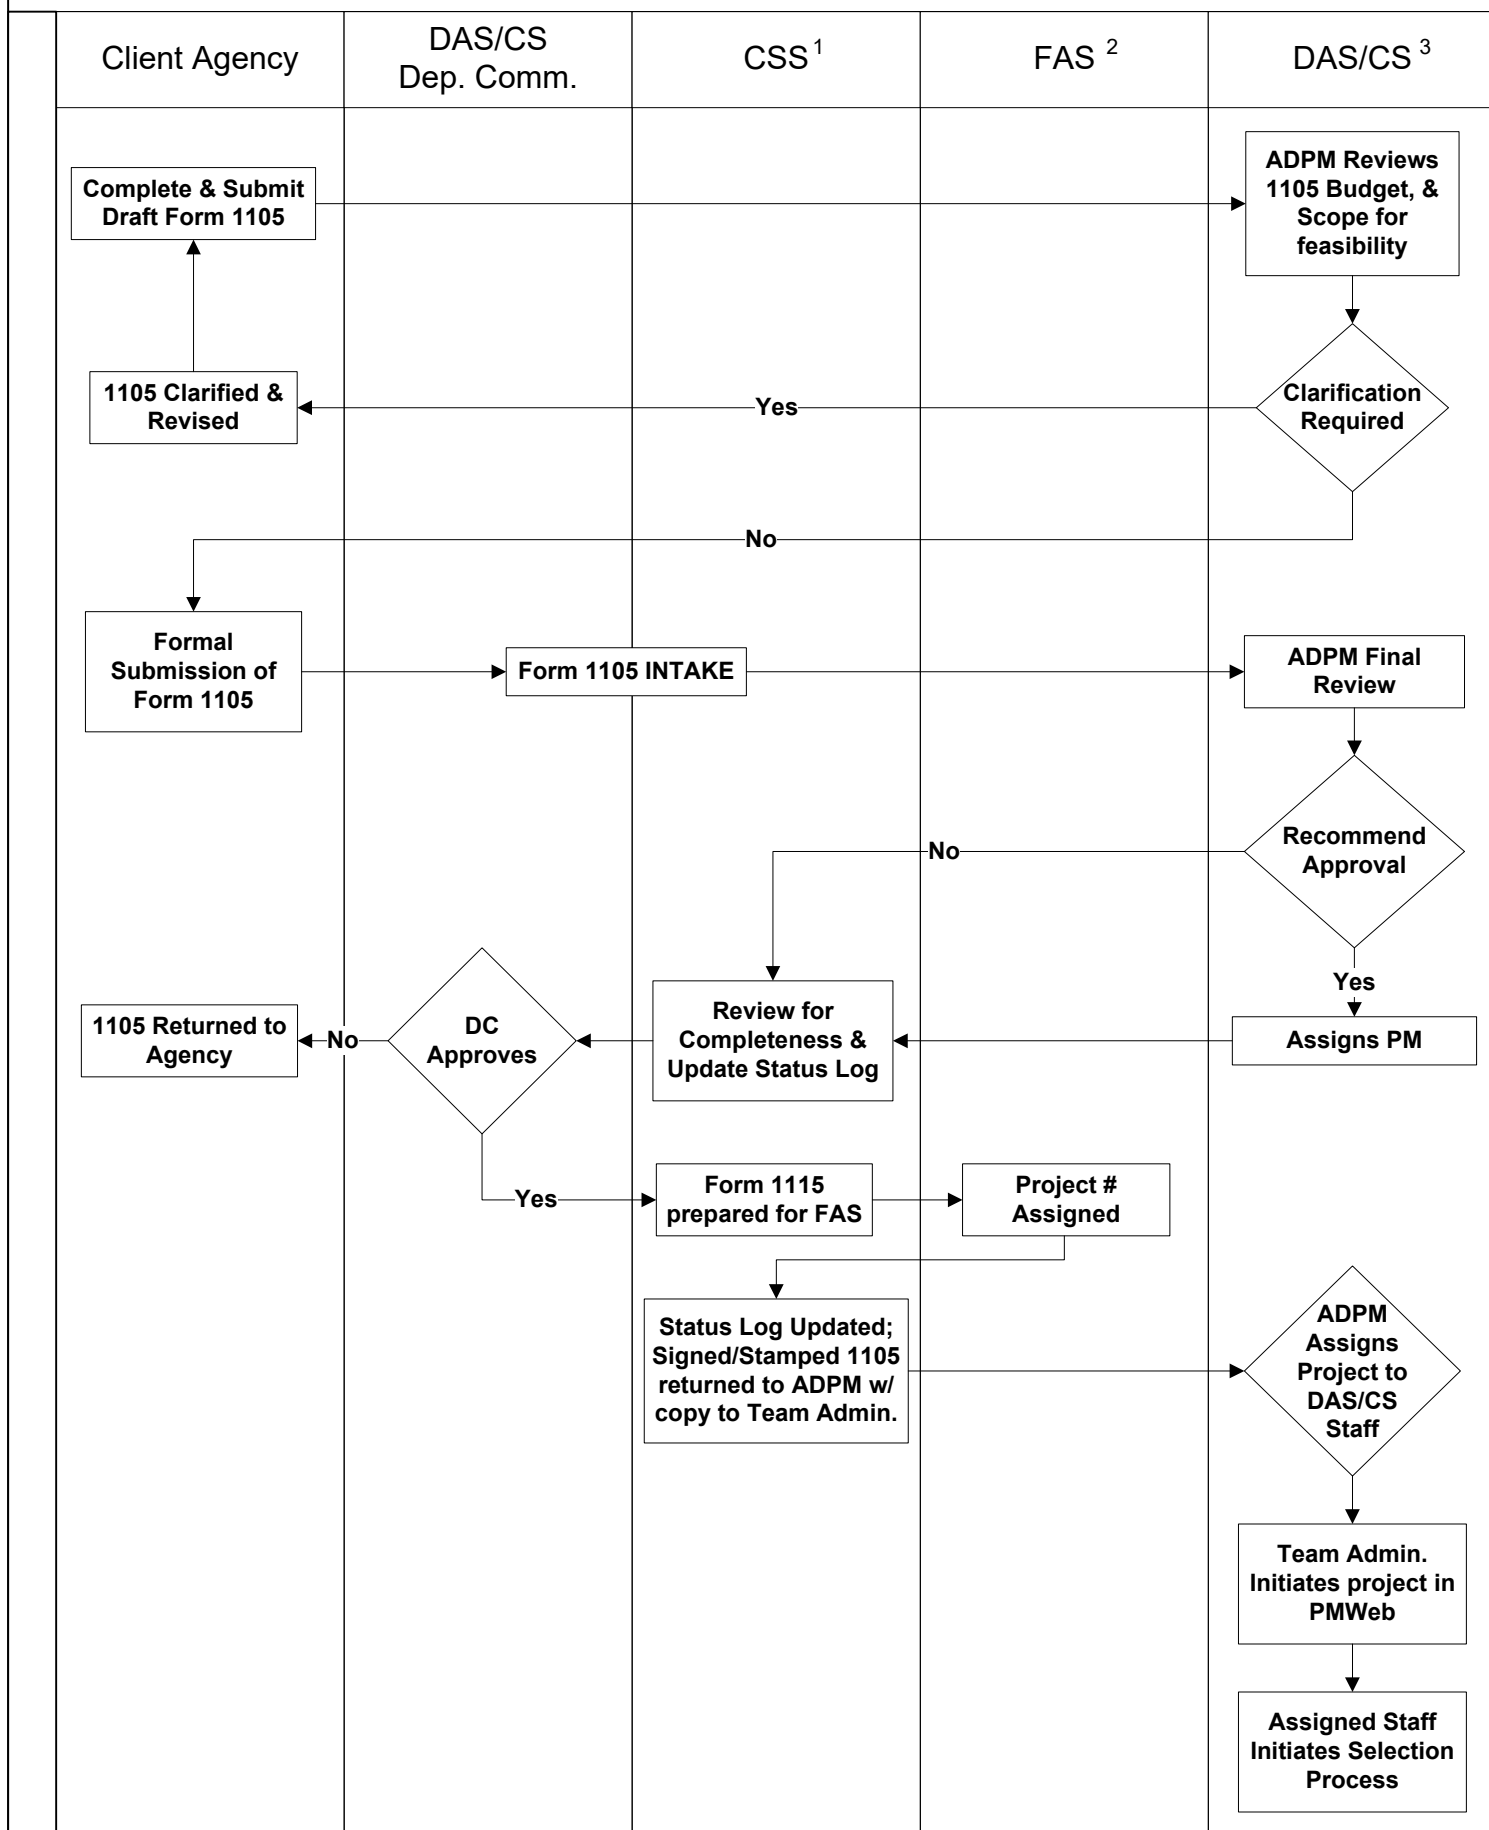 Client Agency
DAS/CS
Dep. Comm.
CSS 1
FAS 2
DAS/CS 3
Complete & Submit
Draft Form 1105
ADPM Reviews
1105 Budget, &
Scope for
feasibility
1105 Clarified &
Revised
Yes
Clarification
Required
No
Formal
Submission of
Form 1105
Form 1105 INTAKE
ADPM Final
Review
No
Recommend
Approval
Yes
1105 Returned to
Agency
No
DC
Approves
Review for
Completeness &
Update Status Log
Assigns PM
Yes
Form 1115
prepared for FAS
Project #
Assigned
Status Log Updated;
Signed/Stamped 1105
returned to ADPM w/
copy to Team Admin.
ADPM
Assigns
Project to
DAS/CS
Staff
Team Admin.
Initiates project in
PMWeb
Assigned Staff
Initiates Selection
Process